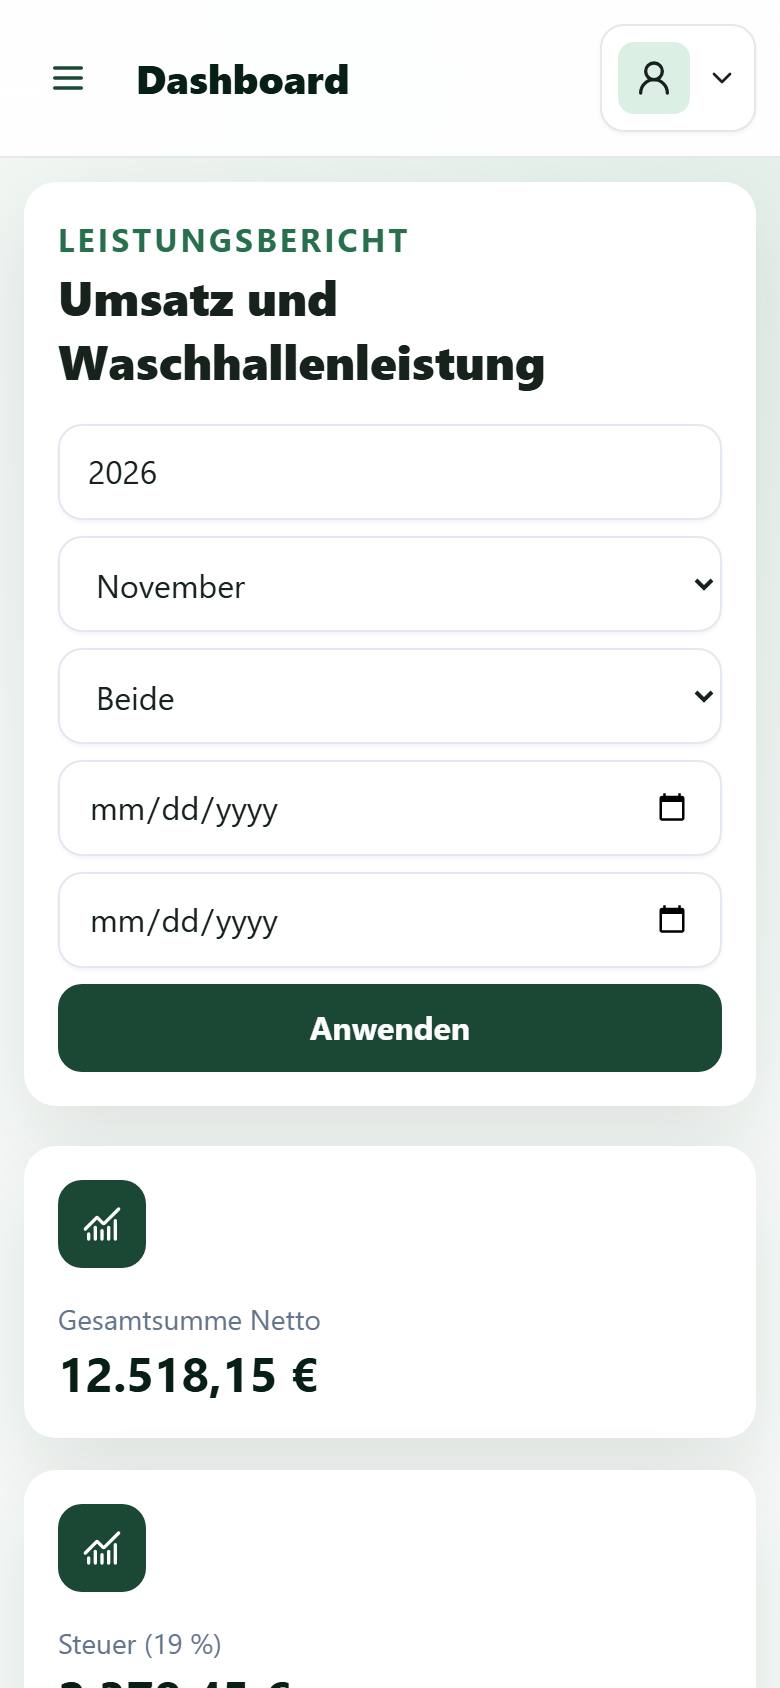 Dashboard
LEISTUNGSBERICHT
Umsatz und
Waschhallenleistung
2026
November
Beide
mm/dd/yyyy
mm/dd/yyyy
Anwenden
Gesamtsumme Netto
12.518,15 €
Steuer (19 %)